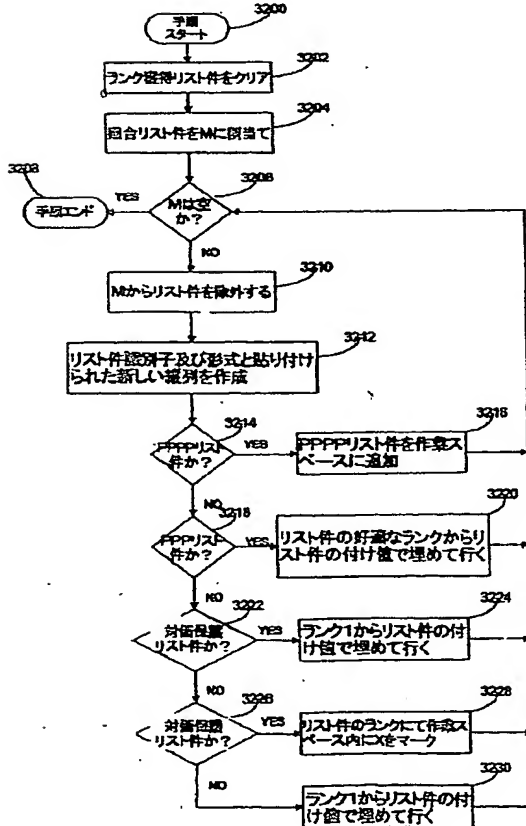 3200
手順
スタート
3202
ランク獲得リスト件をクリア
3204
回合リスト件をMに割当て
3206
Mは空
か?
YES
3208
手順エンド
NO
3210
Mからリスト件を除外する
3212
リスト件識別子及び形式と貼り付け
られた新しい縦列を作成
3214
PPPPリスト
件か?
YES
3216
PPPPリスト件を作業ス
ペースに追加
NO
3218
PPPリスト
件か?
YES
3220
リスト件の好適なランクからリ
スト件の付け値で埋めて行く
NO
3222
対価保護
リスト件か?
YES
3224
ランク1からリスト件の付
け値で埋めて行く
NO
3226
リスト件か?
YES
3228
リスト件のランクにて作業ス
ペース内にXをマーク
NO
3230
ランク1からリスト件の付
け値で埋めて行く